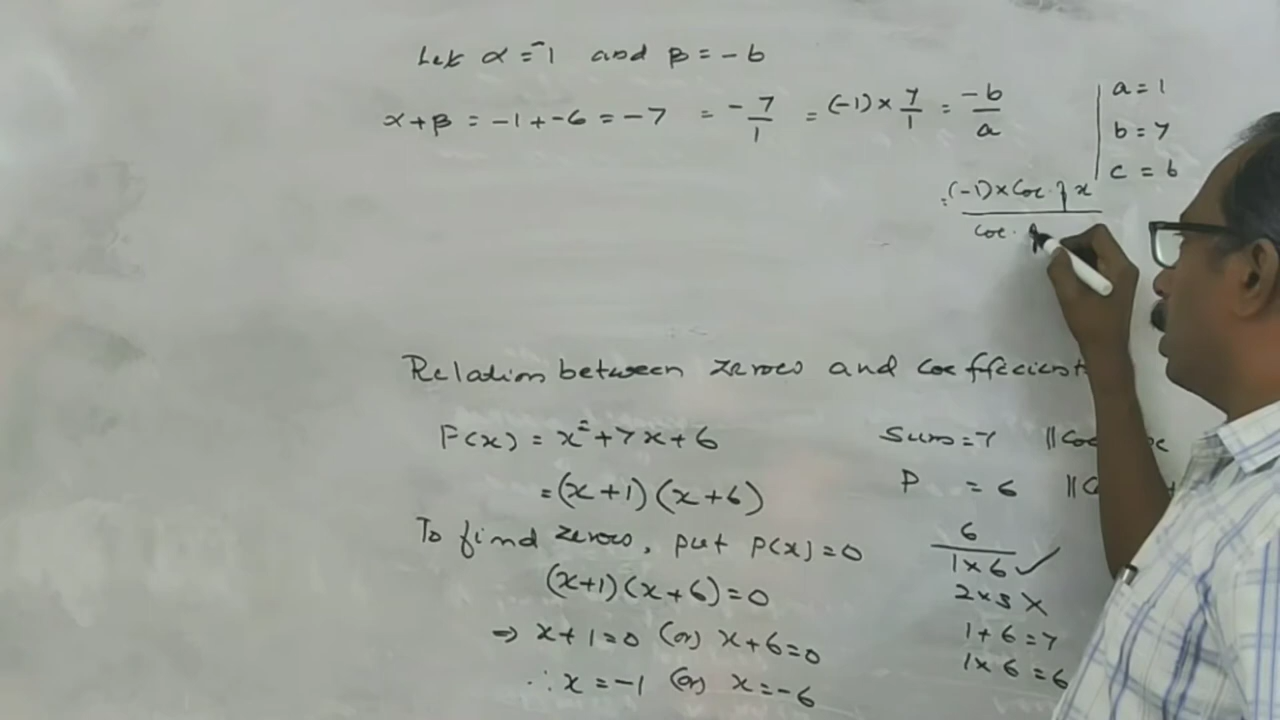 Let α = -1 and β = -6
α+β = -1 + -6 = -7 = -7/1 = (-1) × 7/1 = -b/a
a = 1
b = 7
c = 6
= (-1) × Coe. of x
Coe.
Relation between zeroes and coefficients
P(x) = x² + 7x + 6
= (x+1)(x+6)
To find zeroes, put p(x) = 0
(x+1)(x+6) = 0
⇒ x+1=0 (or) x+6=0
∴ x = -1 (or) x = -6
Sum = 7 || Coe
P = 6 ||
6
1×6 ✓
2×3 ×
1+6=7
1×6=6